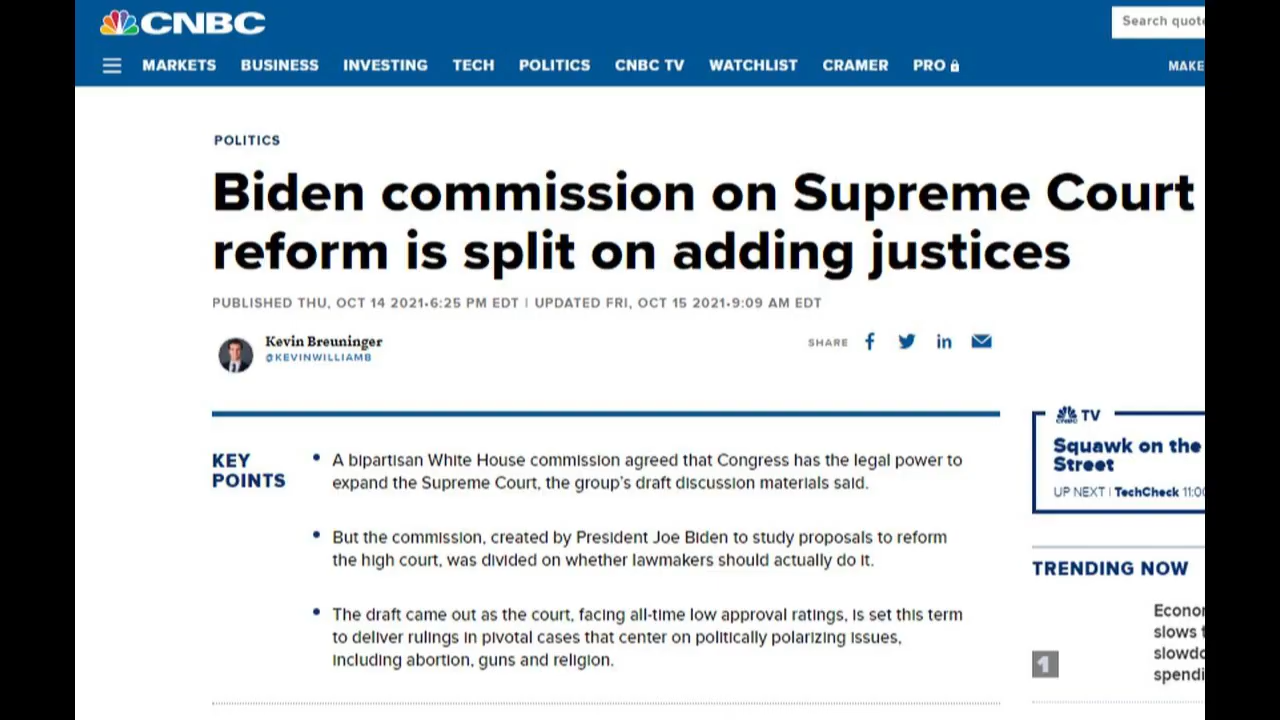 CNBC
Search quote
MARKETS BUSINESS INVESTING TECH POLITICS CNBC TV WATCHLIST CRAMER PRO
MAKE
POLITICS
Biden commission on Supreme Court
reform is split on adding justices
PUBLISHED THU, OCT 14 2021•6:25 PM EDT | UPDATED FRI, OCT 15 2021•9:09 AM EDT
Kevin Breuninger
@KEVINWILLIAMB
SHARE
KEY
POINTS
• A bipartisan White House commission agreed that Congress has the legal power to
expand the Supreme Court, the group's draft discussion materials said.
• But the commission, created by President Joe Biden to study proposals to reform
the high court, was divided on whether lawmakers should actually do it.
• The draft came out as the court, facing all-time low approval ratings, is set this term
to deliver rulings in pivotal cases that center on politically polarizing issues,
including abortion, guns and religion.
CNBC TV
Squawk on the
Street
UP NEXT | TechCheck 11:00
TRENDING NOW
1
Econo
slows
slowdo
spendi